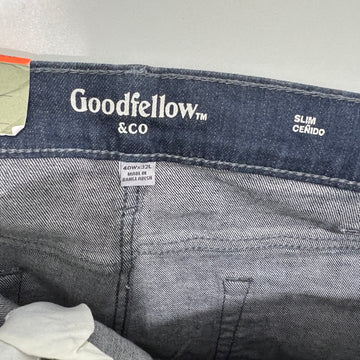 Goodfellow™
&CO
SLIM
CEÑIDO
40W×32L
MADE IN
BANGLADESH